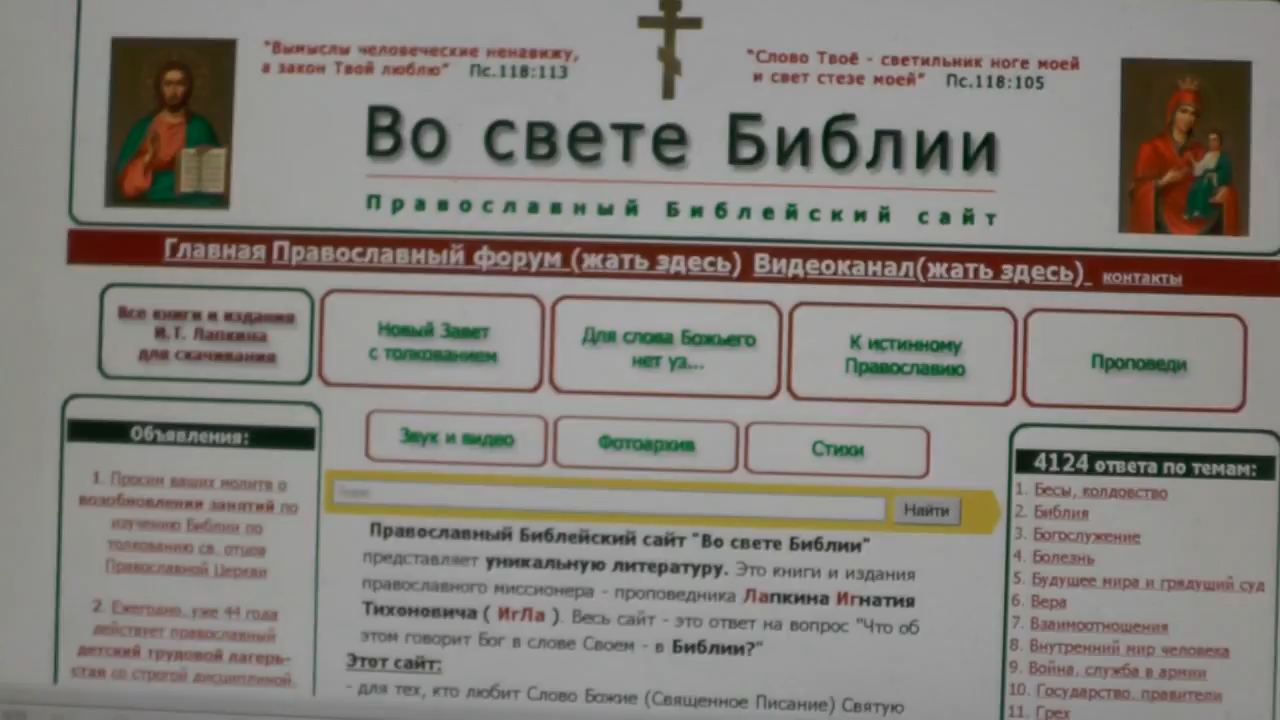 "Вымыслы человеческие ненавижу,
а закон Твой люблю" Пс.118:113
"Слово Твоё - светильник ноге моей
и свет стезе моей" Пс.118:105
Во свете Библии
Православный Библейский сайт
Главная Православный форум (жать здесь) Видеоканал(жать здесь) контакты
Все книги и издания
И.Т. Лапкина
для скачивания
Новый Завет
с толкованием
Для слова Божьего
нет уз...
К истинному
Православию
Проповеди
Звук и видео
Фотоархив
Стихи
Найти
Объявления:
1. Просим ваших молитв о
возобновлении занятий по
изучению Библии по
толкованию св. отцов
Православной Церкви
2. Ежегодно, уже 44 года
действует православный
детский трудовой лагерь-
стан со строгой дисциплиной.
Православный Библейский сайт "Во свете Библии"
представляет уникальную литературу. Это книги и издания
православного миссионера - проповедника Лапкина Игнатия
Тихоновича ( ИгЛа ). Весь сайт - это ответ на вопрос "Что об
этом говорит Бог в слове Своем - в Библии?"
Этот сайт:
- для тех, кто любит Слово Божие (Священное Писание) Святую
4124 ответа по темам:
1. Бесы, колдовство
2. Библия
3. Богослужение
4. Болезнь
5. Будущее мира и грядущий суд
6. Вера
7. Взаимоотношения
8. Внутренний мир человека
9. Война, служба в армии
10. Государство, правители
11. Грех